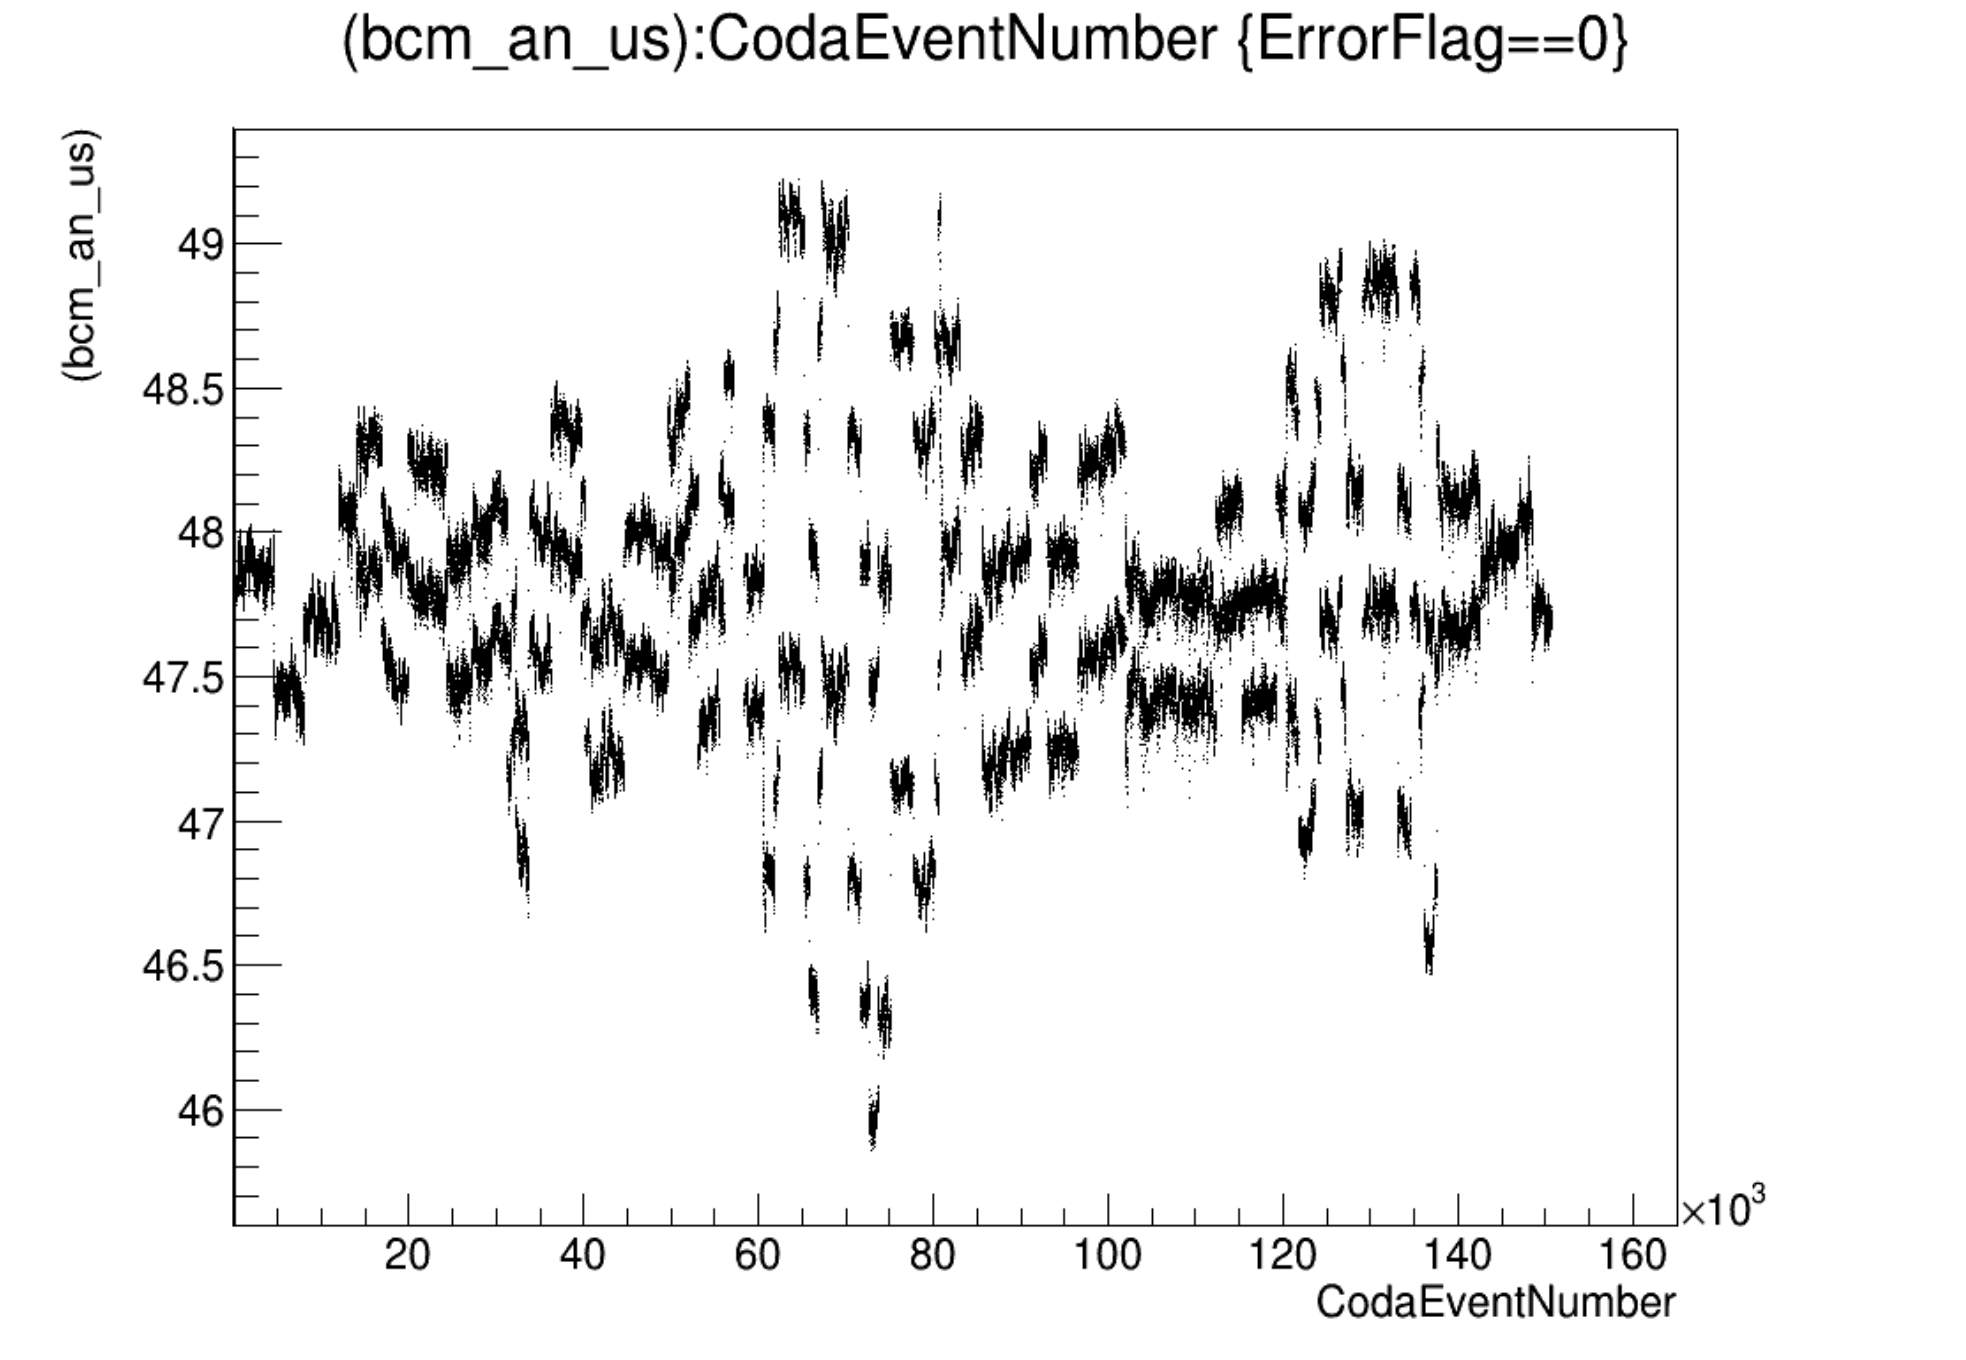 (bcm_an_us):CodaEventNumber {ErrorFlag==0}
(bcm_an_us)
49
48.5
48
47.5
47
46.5
46
20 40 60 80 100 120 140 160
×10³
CodaEventNumber